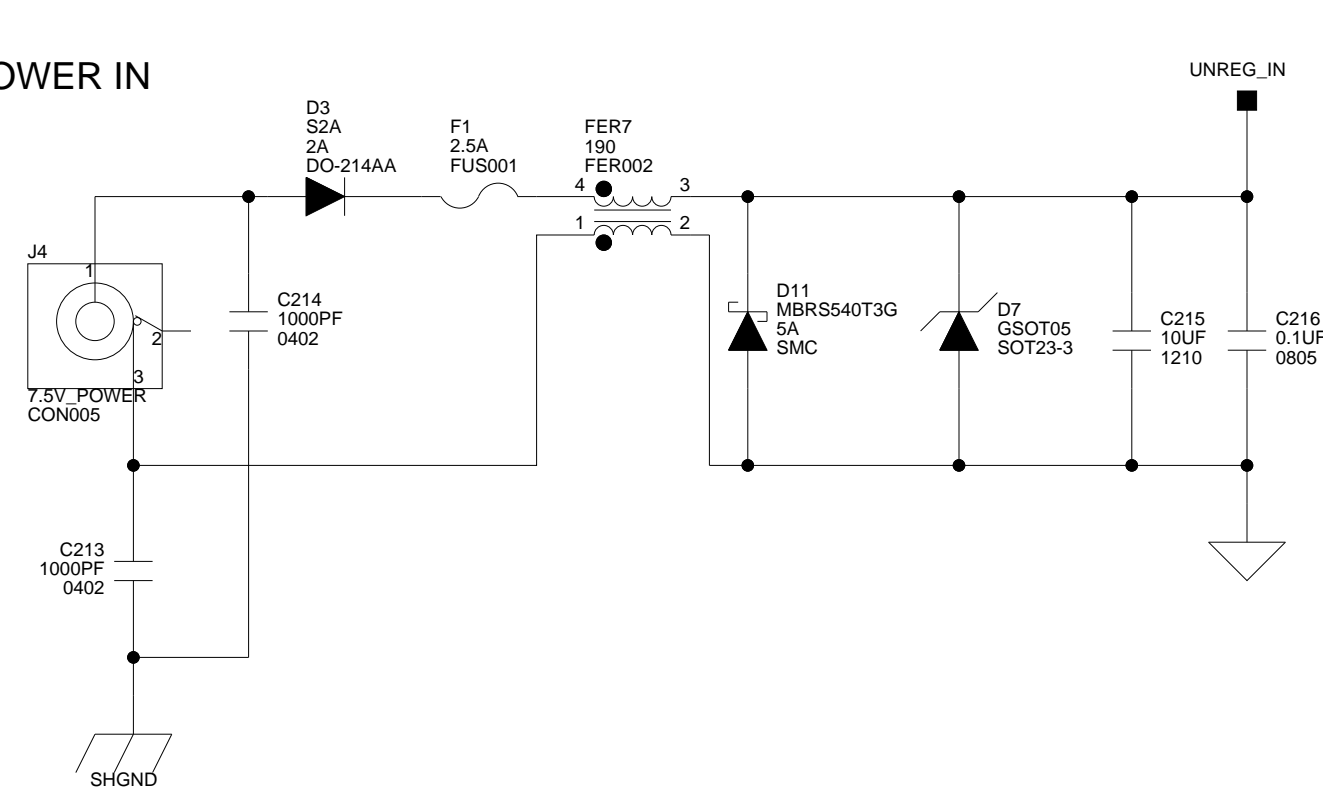 OWER IN
UNREG_IN
D3
S2A
2A
DO-214AA
F1
2.5A
FUS001
FER7
190
FER002
4
3
1
2
J4
1
2
3
7.5V_POWER
CON005
C214
1000PF
0402
D11
MBRS540T3G
5A
SMC
D7
GSOT05
SOT23-3
C215
10UF
1210
C216
0.1UF
0805
C213
1000PF
0402
SHGND